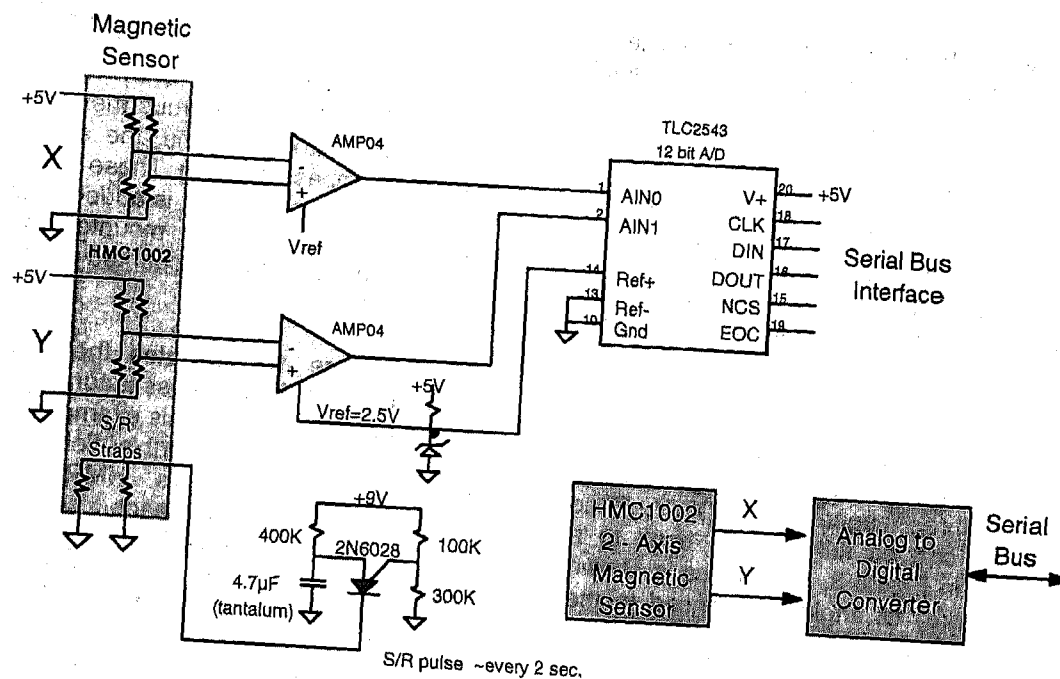 Magnetic
Sensor
+5V
X
HMC1002
+5V
Y
S/R
Straps
AMP04
-
+
Vref
AMP04
-
+
Vref=2.5V
+5V
TLC2543
12 bit A/D
1
AIN0
2
AIN1
14
Ref+
13
Ref-
10
Gnd
V+
20
+5V
CLK
18
DIN
17
DOUT
16
NCS
15
EOC
19
Serial Bus
Interface
+9V
400K
2N6028
100K
4.7µF
(tantalum)
300K
S/R pulse ~every 2 sec.
HMC1002
2 - Axis
Magnetic
Sensor
X
Y
Analog to
Digital
Converter
Serial
Bus